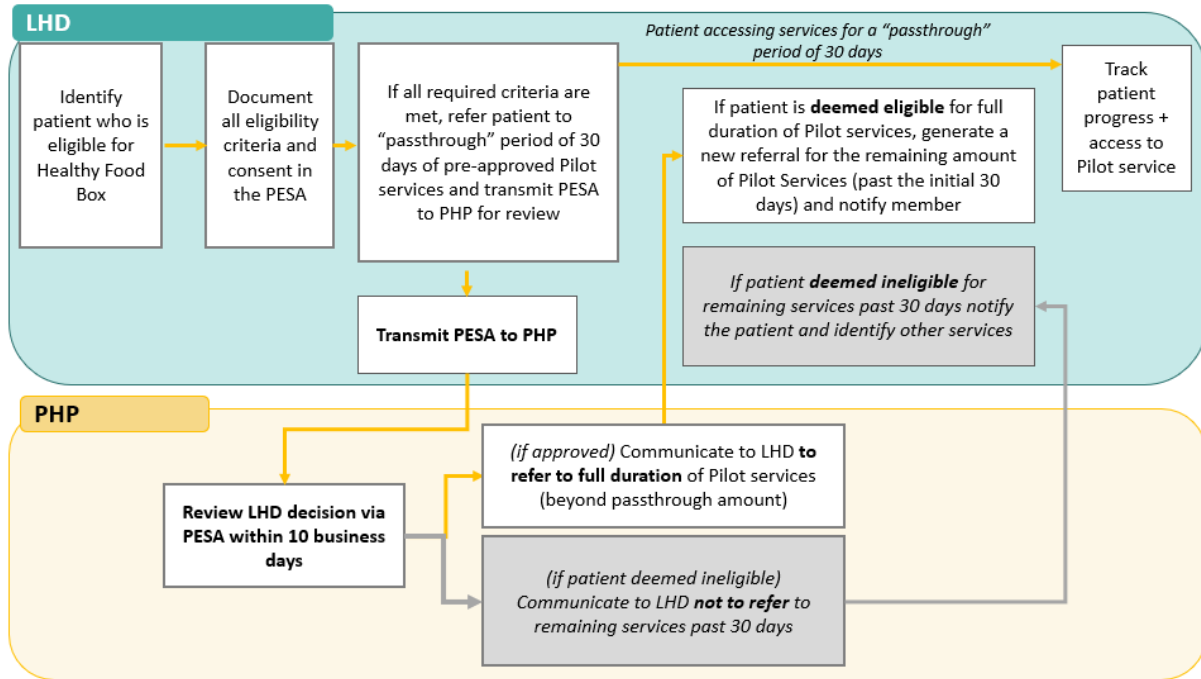 LHD
Patient accessing services for a “passthrough”
period of 30 days
Identify
patient who is
eligible for
Healthy Food
Box
Document
all eligibility
criteria and
consent in
the PESA
If all required criteria are
met, refer patient to
“passthrough” period of 30
days of pre-approved Pilot
services and transmit PESA
to PHP for review
If patient is deemed eligible for full
duration of Pilot services, generate a
new referral for the remaining amount
of Pilot Services (past the initial 30
days) and notify member
Track
patient
progress +
access to
Pilot service
If patient deemed ineligible for
remaining services past 30 days notify
the patient and identify other services
Transmit PESA to PHP
PHP
Review LHD decision via
PESA within 10 business
days
(if approved) Communicate to LHD to
refer to full duration of Pilot services
(beyond passthrough amount)
(if patient deemed ineligible)
Communicate to LHD not to refer to
remaining services past 30 days